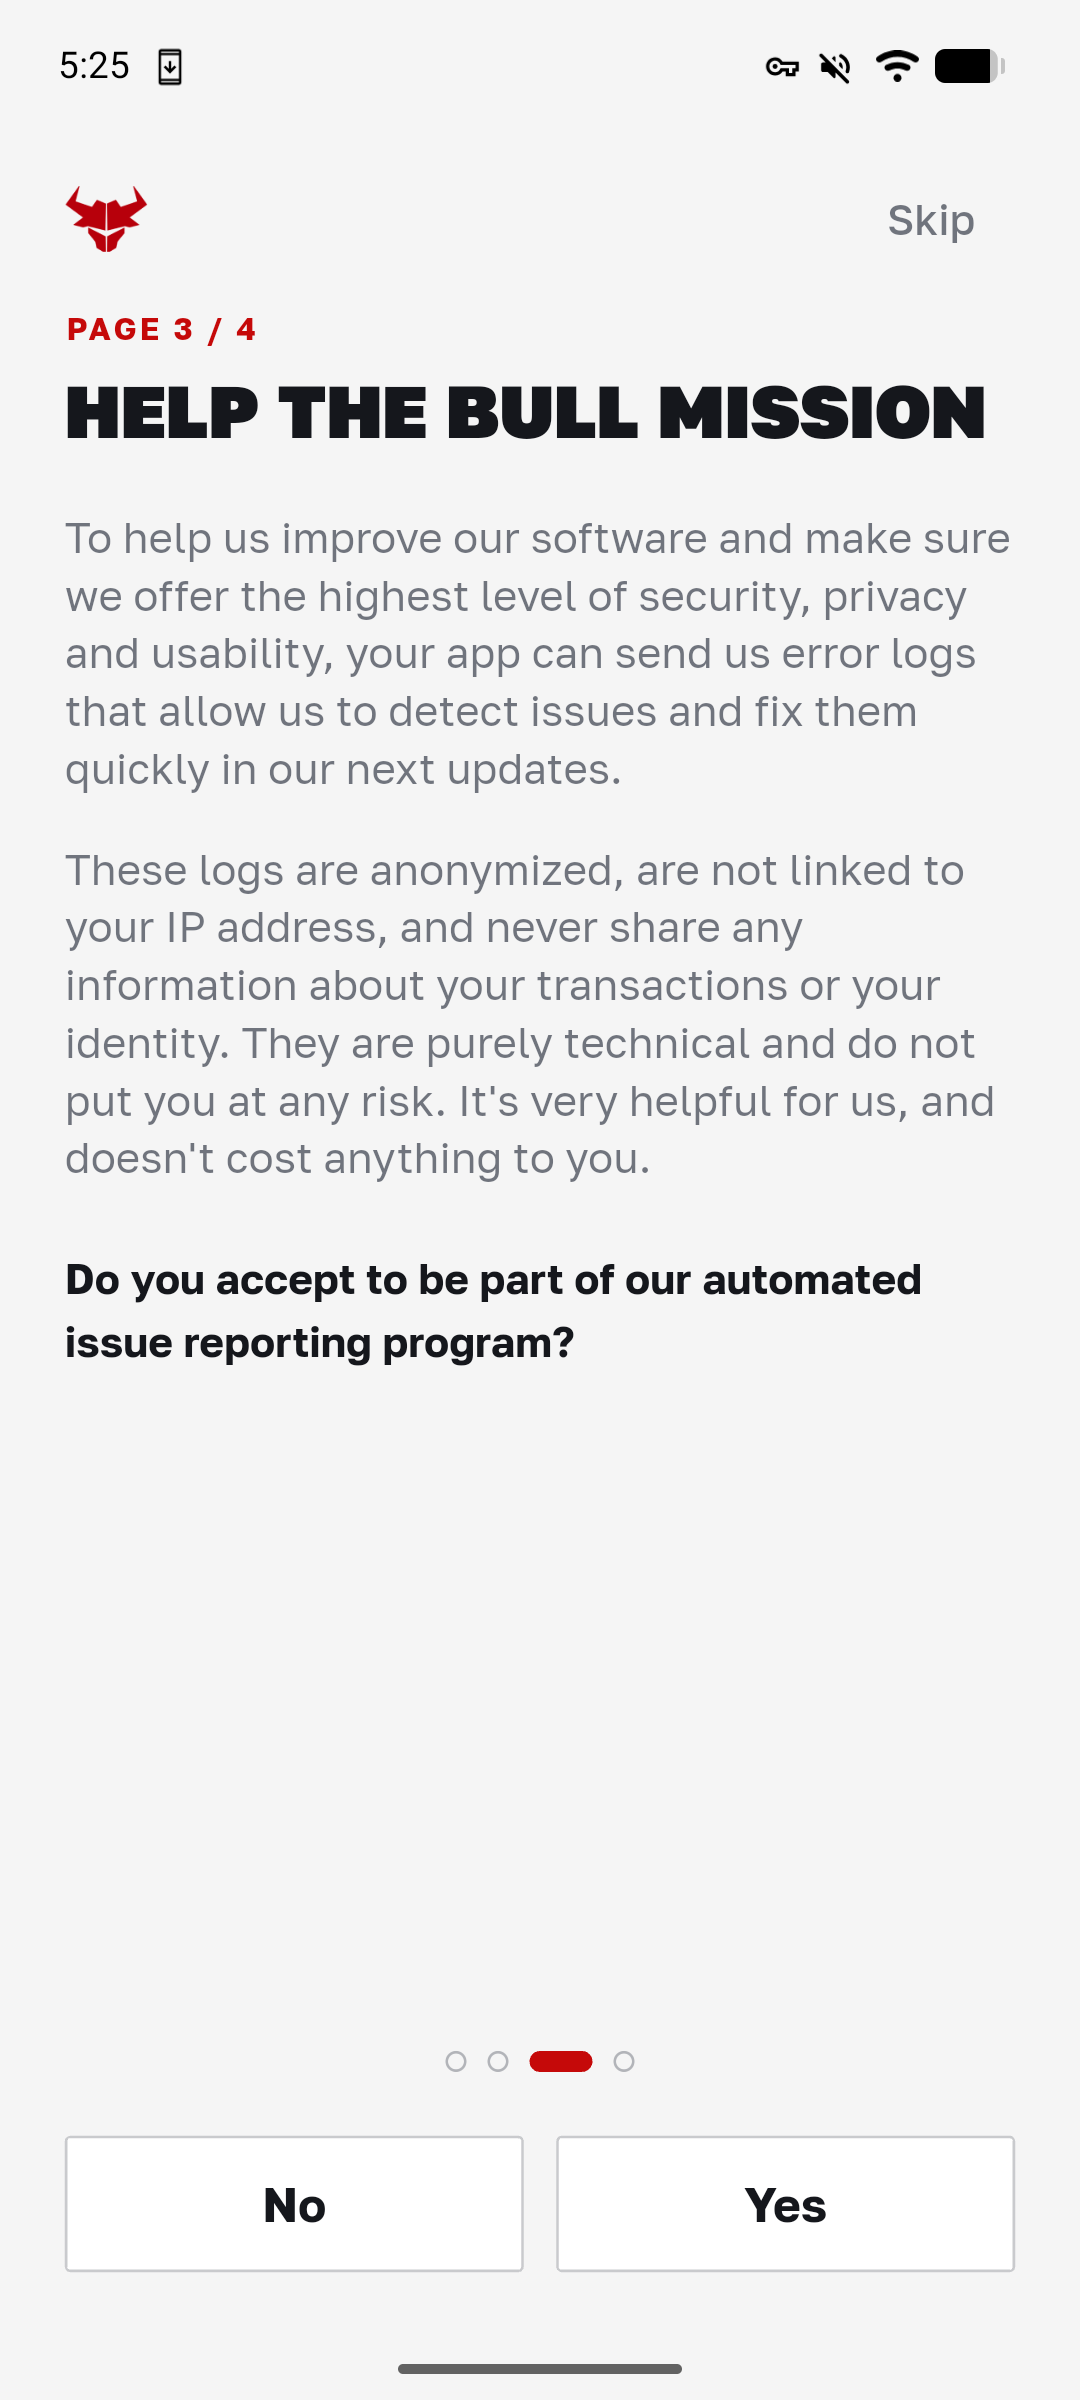 5:25
Skip
PAGE 3 / 4
HELP THE BULL MISSION
To help us improve our software and make sure
we offer the highest level of security, privacy
and usability, your app can send us error logs
that allow us to detect issues and fix them
quickly in our next updates.
These logs are anonymized, are not linked to
your IP address, and never share any
information about your transactions or your
identity. They are purely technical and do not
put you at any risk. It's very helpful for us, and
doesn't cost anything to you.
Do you accept to be part of our automated
issue reporting program?
No
Yes